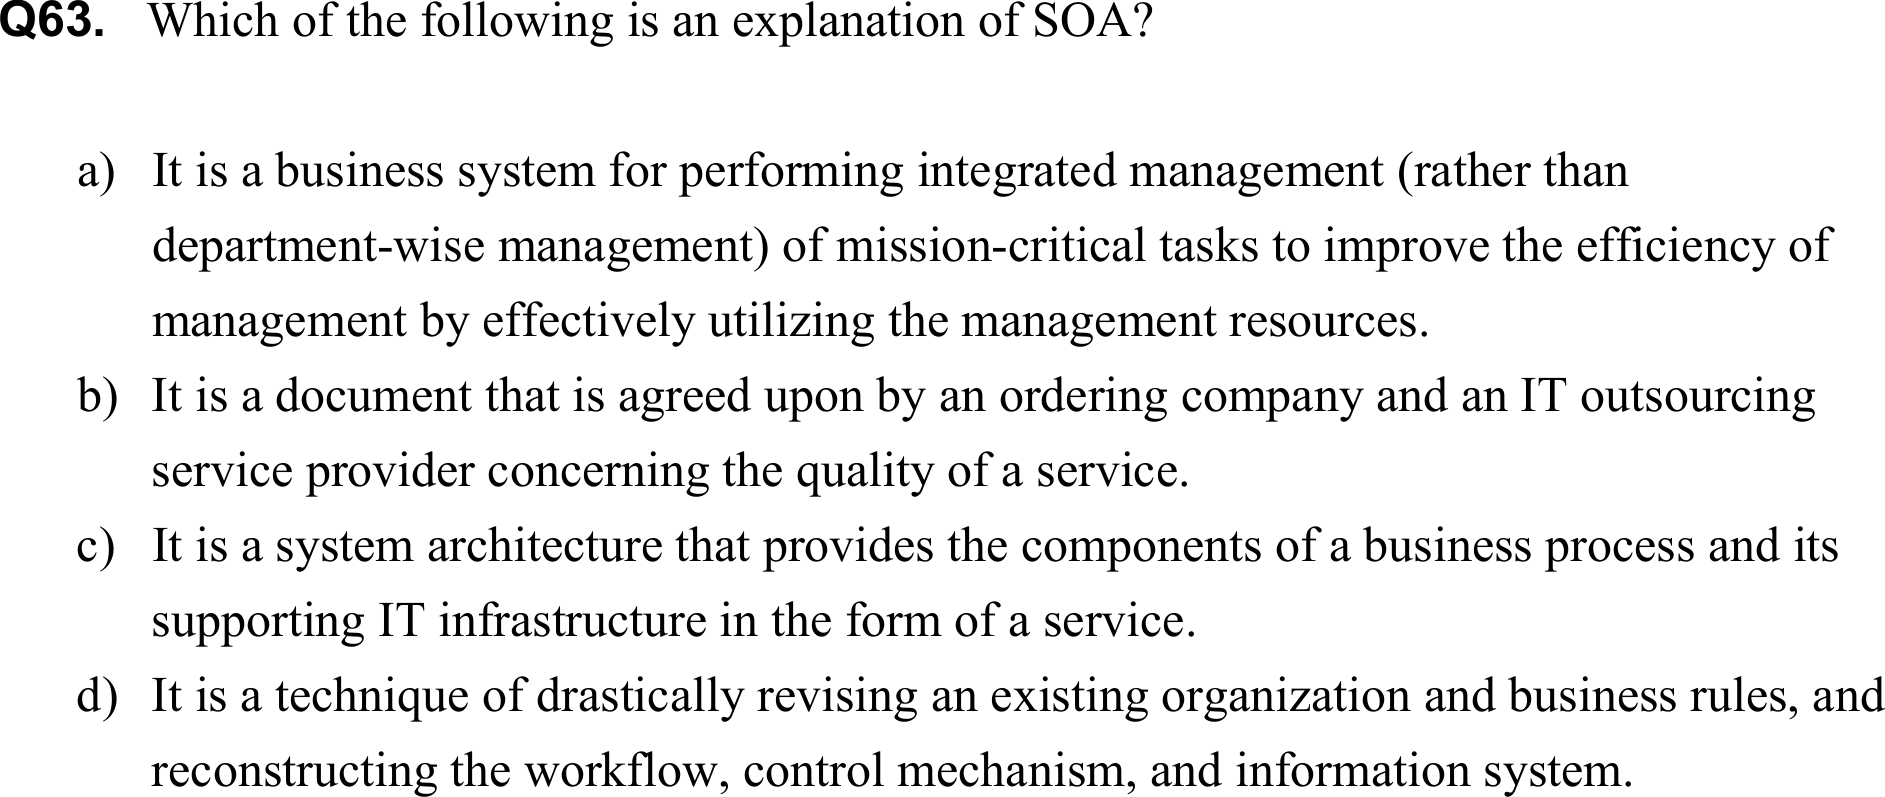 Q63. Which of the following is an explanation of SOA?
a) It is a business system for performing integrated management (rather than
department-wise management) of mission-critical tasks to improve the efficiency of
management by effectively utilizing the management resources.
b) It is a document that is agreed upon by an ordering company and an IT outsourcing
service provider concerning the quality of a service.
c) It is a system architecture that provides the components of a business process and its
supporting IT infrastructure in the form of a service.
d) It is a technique of drastically revising an existing organization and business rules, and
reconstructing the workflow, control mechanism, and information system.